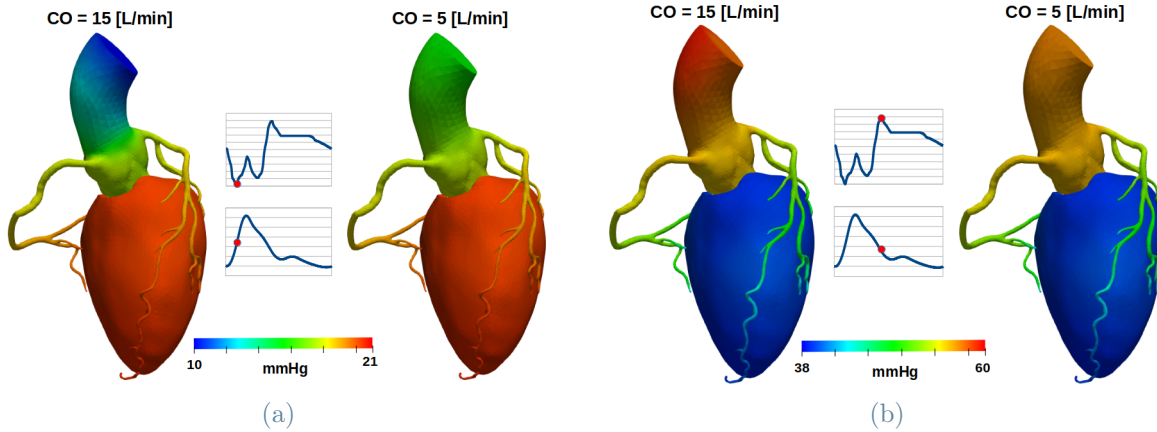 CO = 15 [L/min]
CO = 5 [L/min]
10
21
mmHg
(a)
CO = 15 [L/min]
CO = 5 [L/min]
38
60
mmHg
(b)